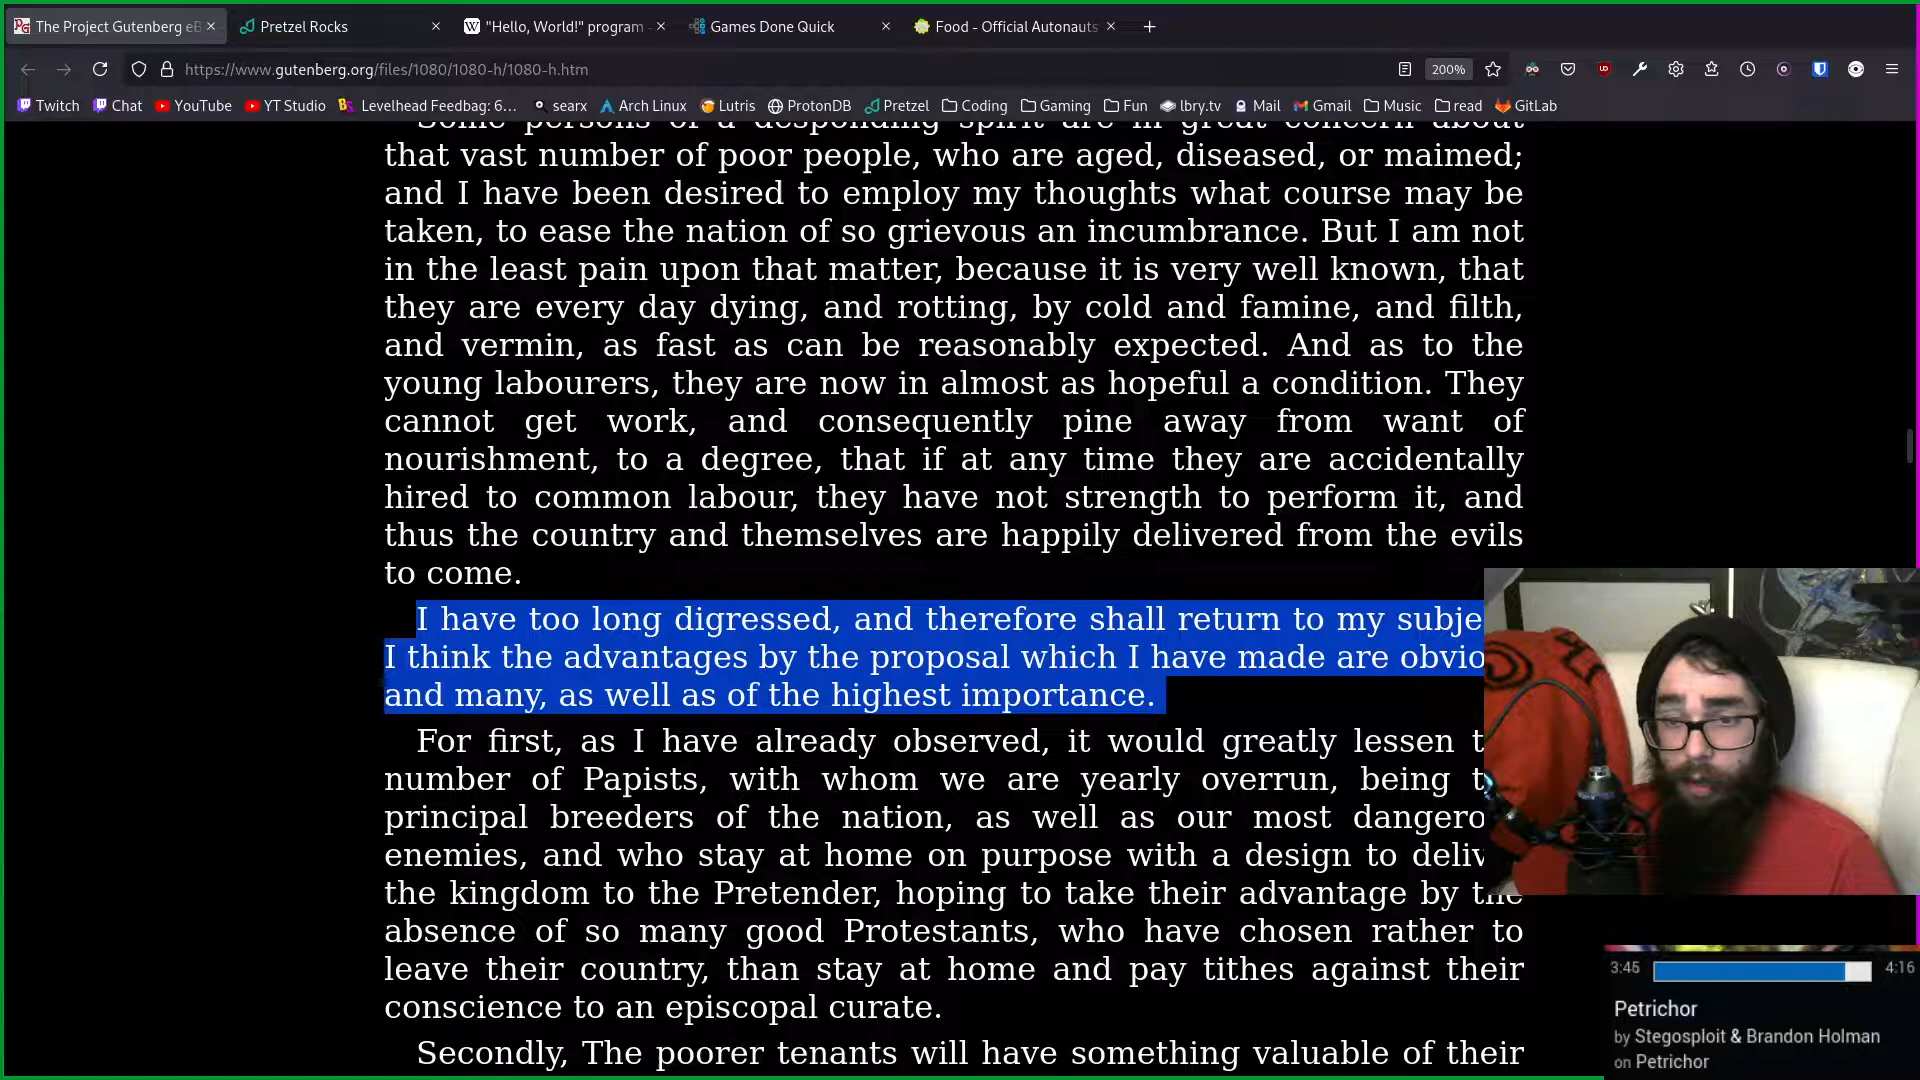 The Project Gutenberg eB
Pretzel Rocks
"Hello, World!" program -
Games Done Quick
Food - Official Autonauts
https://www.gutenberg.org/files/1080/1080-h/1080-h.htm
200%
Twitch Chat YouTube YT Studio Levelhead Feedbag: 6... searx Arch Linux Lutris ProtonDB Pretzel Coding Gaming Fun lbry.tv Mail Gmail Music read GitLab
Some persons of a desponding spirit are in great concern about
that vast number of poor people, who are aged, diseased, or maimed;
and I have been desired to employ my thoughts what course may be
taken, to ease the nation of so grievous an incumbrance. But I am not
in the least pain upon that matter, because it is very well known, that
they are every day dying, and rotting, by cold and famine, and filth,
and vermin, as fast as can be reasonably expected. And as to the
young labourers, they are now in almost as hopeful a condition. They
cannot get work, and consequently pine away from want of
nourishment, to a degree, that if at any time they are accidentally
hired to common labour, they have not strength to perform it, and
thus the country and themselves are happily delivered from the evils
to come.
I have too long digressed, and therefore shall return to my subje
I think the advantages by the proposal which I have made are obvio
and many, as well as of the highest importance.
For first, as I have already observed, it would greatly lessen t
number of Papists, with whom we are yearly overrun, being t
principal breeders of the nation, as well as our most dangero
enemies, and who stay at home on purpose with a design to deliv
the kingdom to the Pretender, hoping to take their advantage by the
absence of so many good Protestants, who have chosen rather to
leave their country, than stay at home and pay tithes against their
conscience to an episcopal curate.
Secondly, The poorer tenants will have something valuable of their
3:45 4:16
Petrichor
by Stegosploit & Brandon Holman
on Petrichor